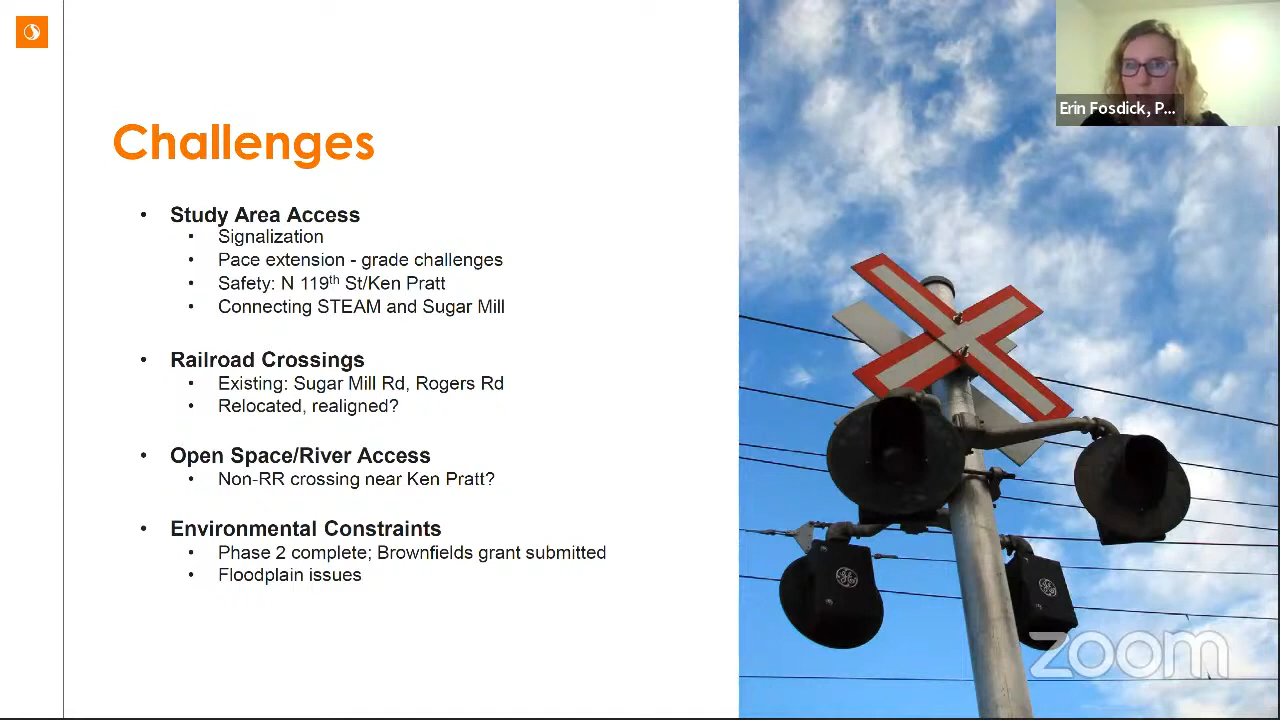 Erin Fosdick, P...
Challenges
• Study Area Access
• Signalization
• Pace extension - grade challenges
• Safety: N 119th St/Ken Pratt
• Connecting STEAM and Sugar Mill
• Railroad Crossings
• Existing: Sugar Mill Rd, Rogers Rd
• Relocated, realigned?
• Open Space/River Access
• Non-RR crossing near Ken Pratt?
• Environmental Constraints
• Phase 2 complete; Brownfields grant submitted
• Floodplain issues
GE
GE
zoom